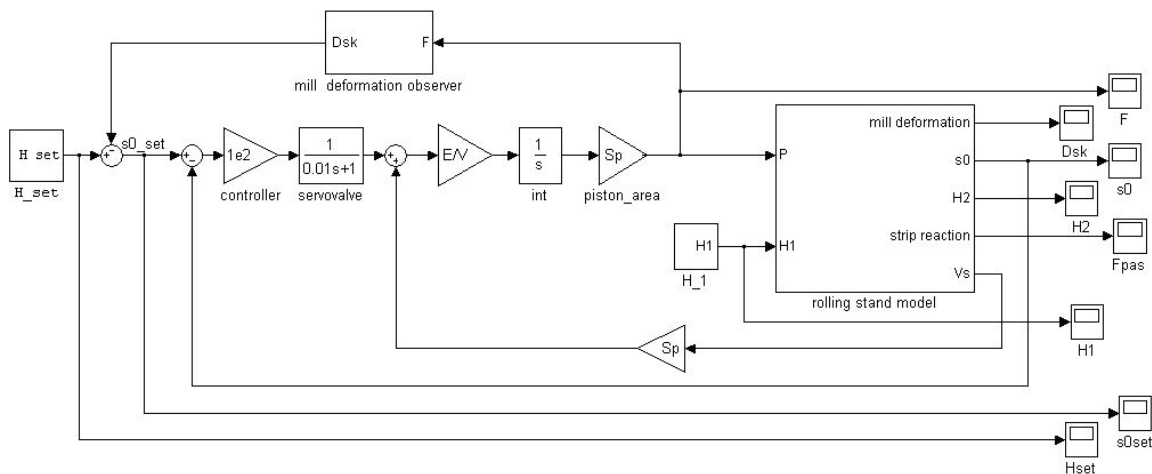 Dsk
F
mill deformation observer
H set
H_set
+
-
s0_set
-
1e2
controller
1
0.01s+1
servovalve
+
+
E/V
1
s
int
Sp
piston_area
P
H1
mill deformation
s0
H2
strip reaction
Vs
rolling stand model
H1
H_1
Sp
F
Dsk
s0
H2
Fpas
H1
s0set
Hset